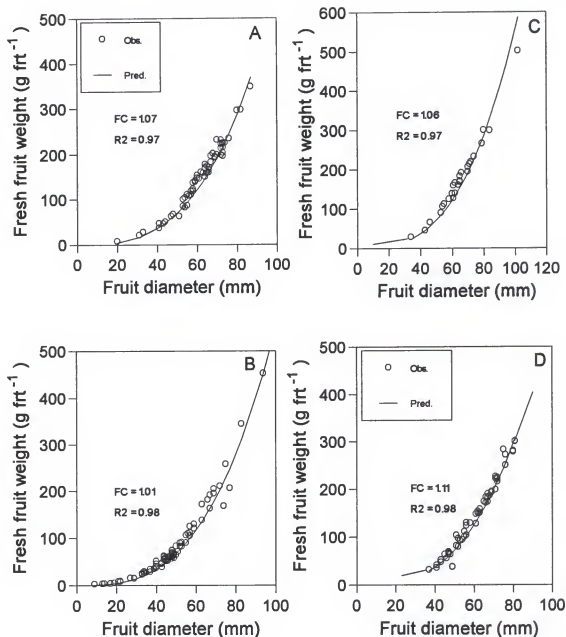 500
400
300
200
100
0
Fresh fruit weight (g frt⁻¹)
Obs.
Pred.
A
FC = 1.07
R2 = 0.97
0 20 40 60 80 100
Fruit diameter (mm)
600
500
400
300
200
100
0
Fresh fruit weight (g frt⁻¹)
C
FC = 1.06
R2 = 0.97
0 20 40 60 80 100 120
Fruit diameter (mm)
500
400
300
200
100
0
Fresh fruit weight (g frt⁻¹)
B
FC = 1.01
R2 = 0.98
0 20 40 60 80 100
Fruit diameter (mm)
500
400
300
200
100
0
Fresh fruit weight (g frt⁻¹)
Obs.
Pred.
D
FC = 1.11
R2 = 0.98
0 20 40 60 80 100
Fruit diameter (mm)